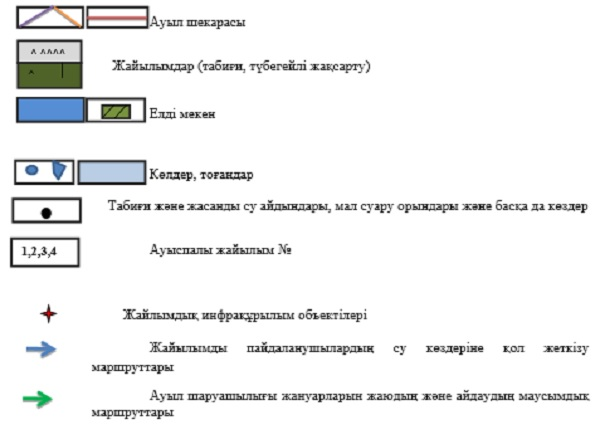 Ауыл шекарасы
Жайылымдар (табиғи, түбегейлі жақсарту)
Елді мекен
Көлдер, тоғандар
Табиғи және жасанды су айдындары, мал суару орындары және басқа да көздер
1,2,3,4 Ауыспалы жайылым №
Жайлымдық инфрақұрылым объектілері
Жайылымды пайдаланушылардың су көздеріне қол жеткізу
маршруттары
Ауыл шаруашылығы жануарларын жаюдың және айдаудың маусымдық
маршруттары